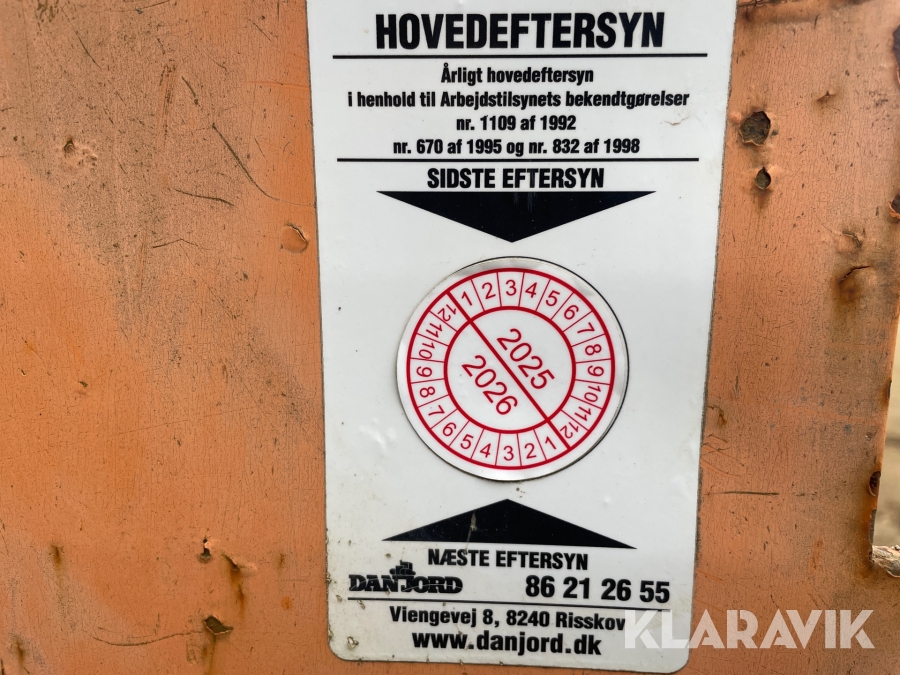 HOVEDEFTERSYN
Årligt hovedeftersyn
i henhold til Arbejdstilsynets bekendtgørelser
nr. 1109 af 1992
nr. 670 af 1995 og nr. 832 af 1998
SIDSTE EFTERSYN
1 2 3 4 5 6 7 8 9 10 11 12
2025
2026
1 2 3 4 5 6 7 8 9 10 11 12
NÆSTE EFTERSYN
DANJORD 86 21 26 55
Viengevej 8, 8240 Risskov
www.danjord.dk
KLARAVIK